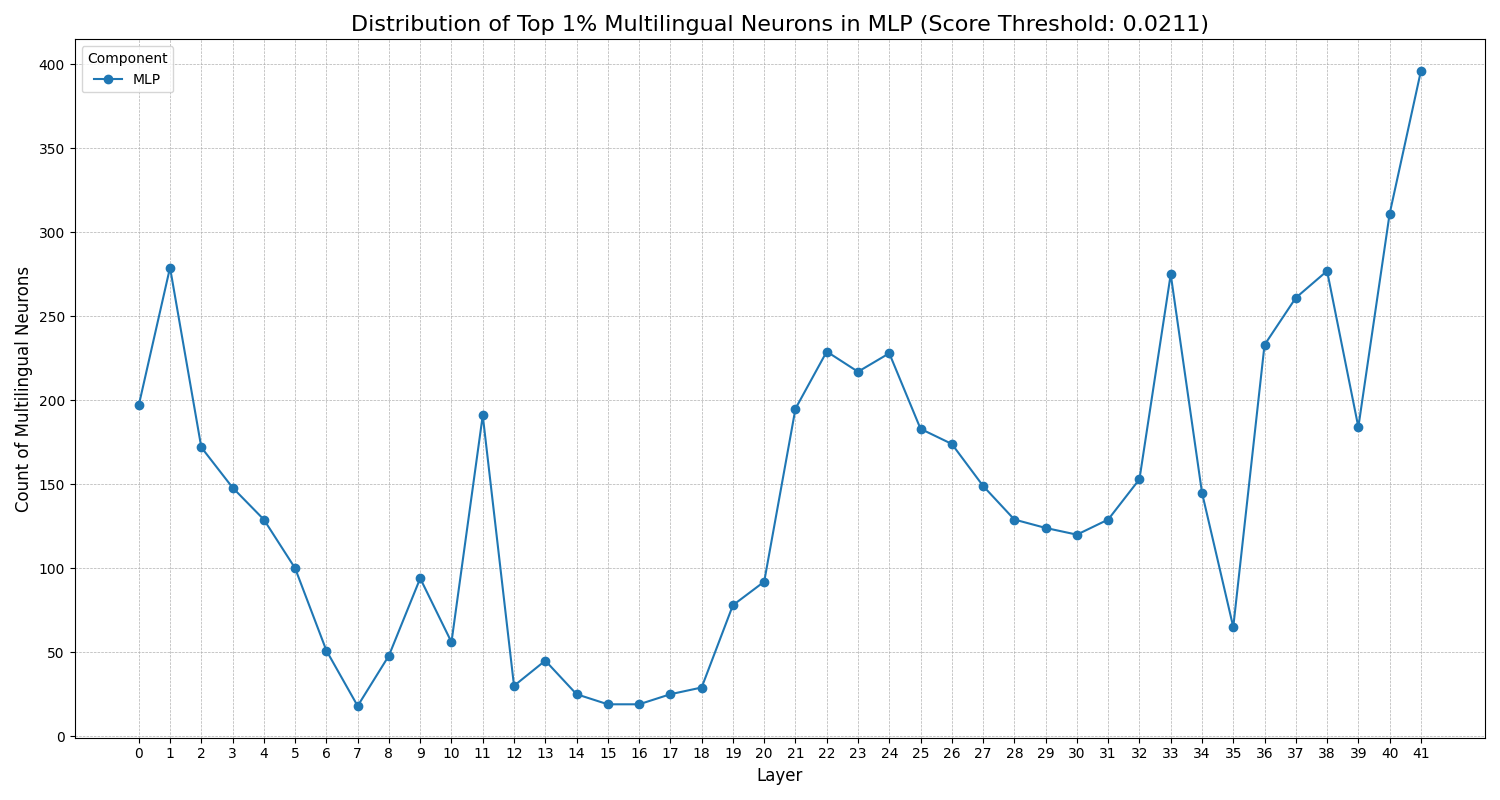 Distribution of Top 1% Multilingual Neurons in MLP (Score Threshold: 0.0211)
Component
MLP
400
350
300
250
200
150
100
50
0
Count of Multilingual Neurons
0 1 2 3 4 5 6 7 8 9 10 11 12 13 14 15 16 17 18 19 20 21 22 23 24 25 26 27 28 29 30 31 32 33 34 35 36 37 38 39 40 41
Layer